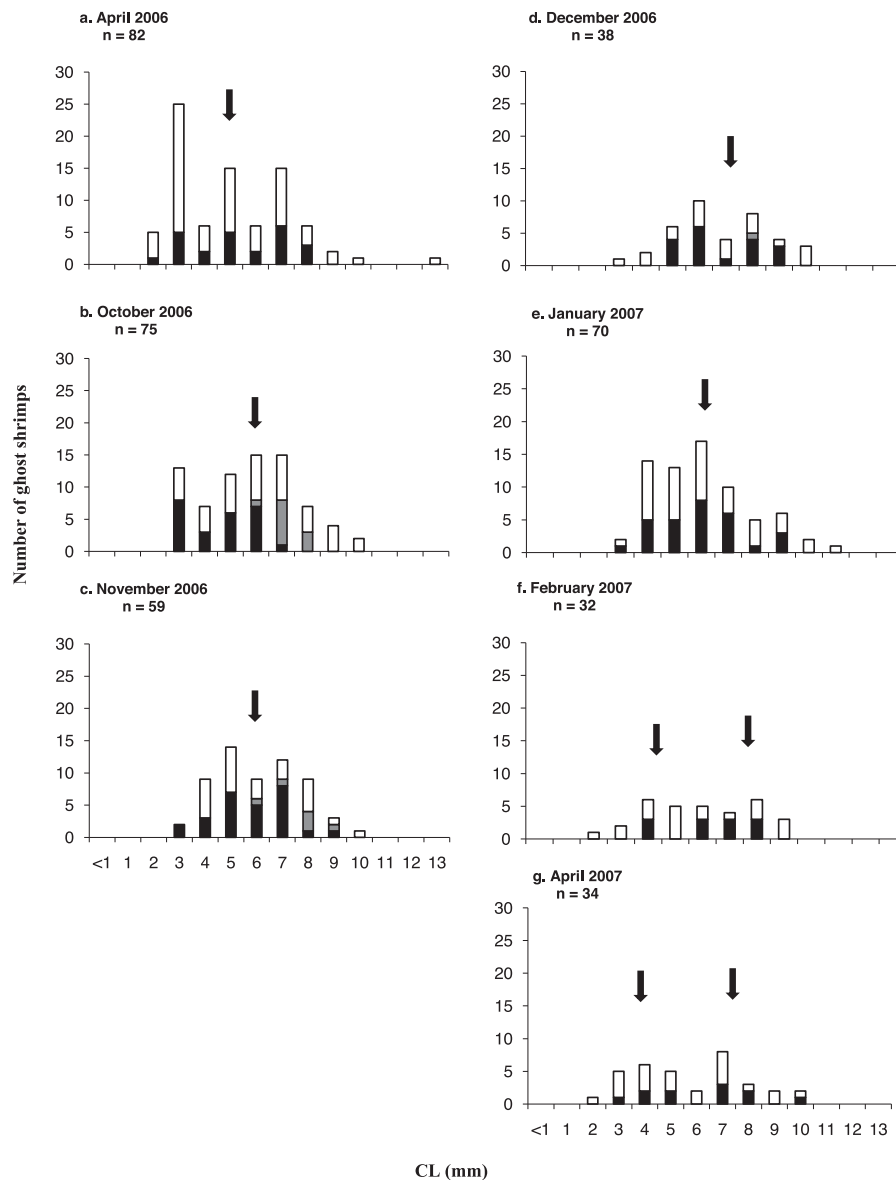 a. April 2006
n = 82
30
25
20
15
10
5
0
b. October 2006
n = 75
30
25
20
15
10
5
0
c. November 2006
n = 59
30
25
20
15
10
5
0
<1 1 2 3 4 5 6 7 8 9 10 11 12 13
d. December 2006
n = 38
30
25
20
15
10
5
0
e. January 2007
n = 70
30
25
20
15
10
5
0
f. February 2007
n = 32
30
25
20
15
10
5
0
g. April 2007
n = 34
30
25
20
15
10
5
0
<1 1 2 3 4 5 6 7 8 9 10 11 12 13
Number of ghost shrimps
CL (mm)